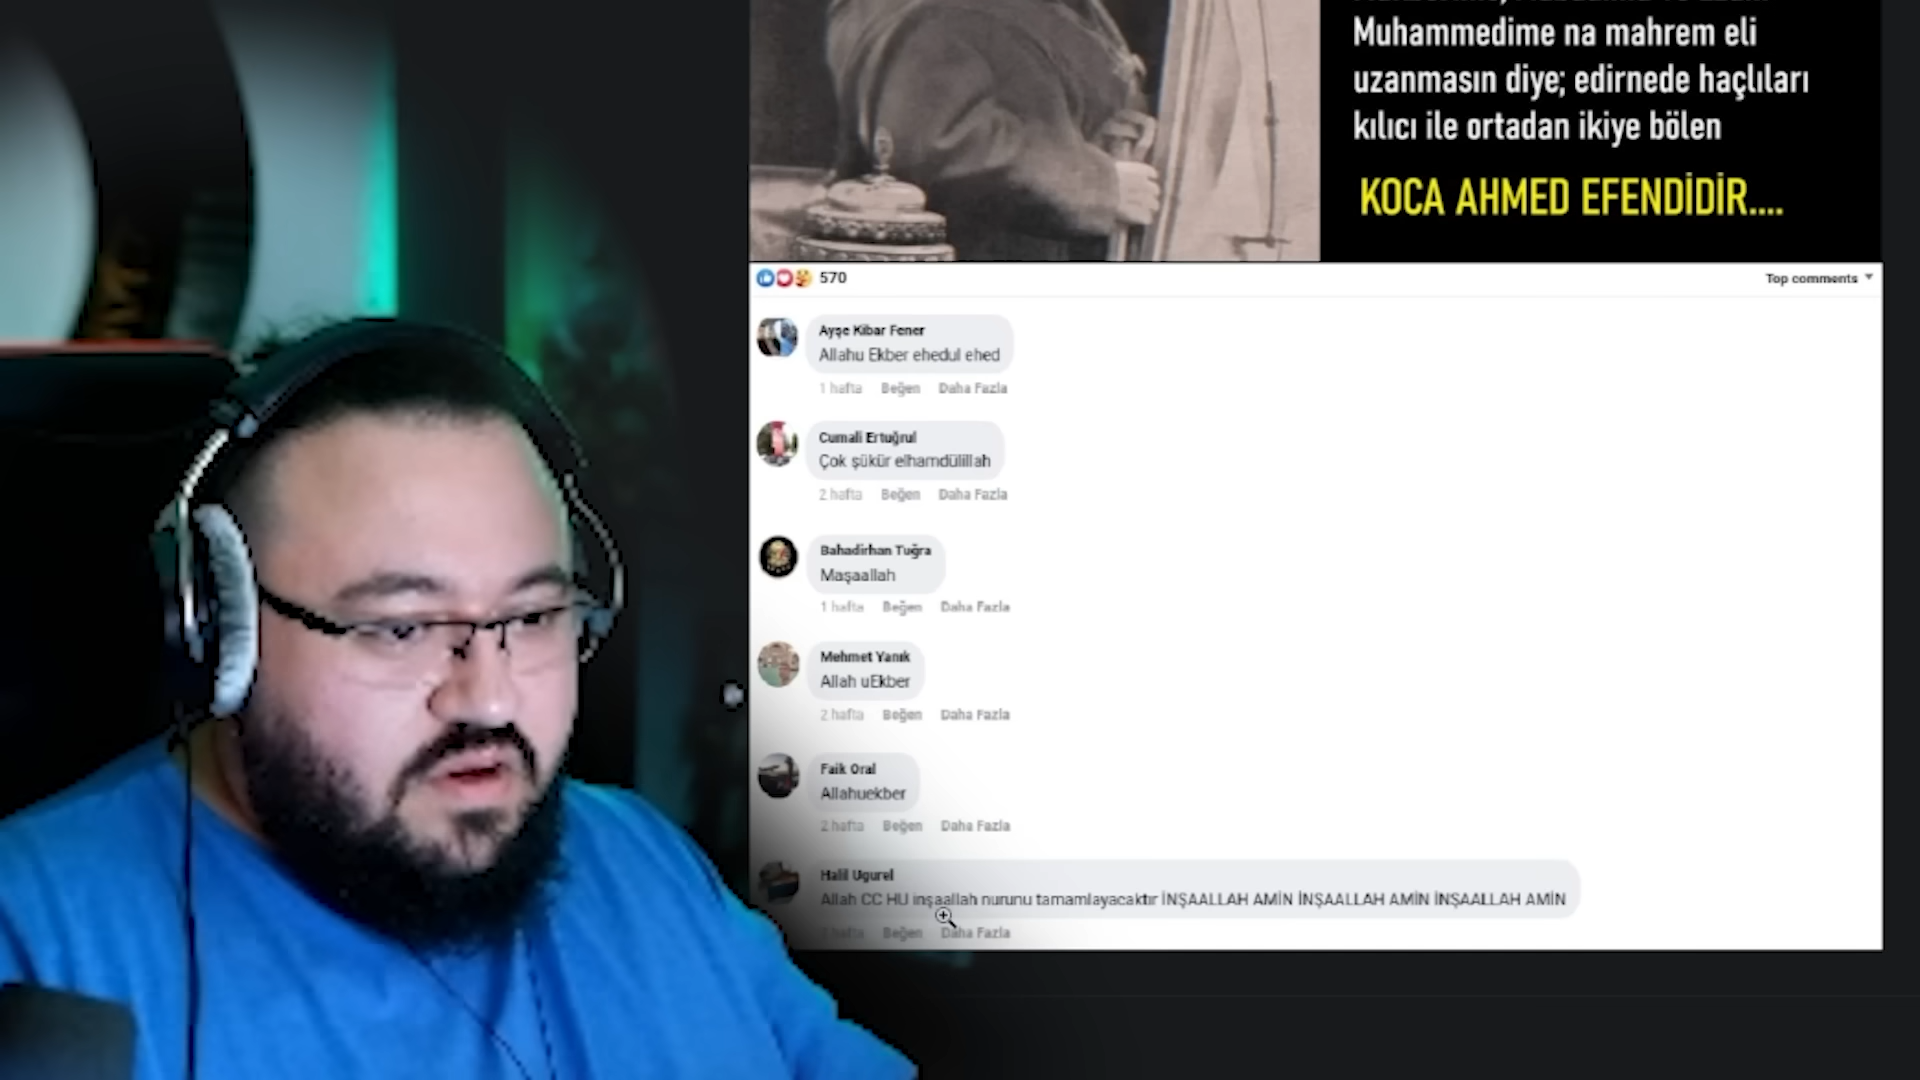 Muhammedime na mahrem eli
uzanmasın diye; edirnede haçlıları
kılıcı ile ortadan ikiye bölen
KOCA AHMED EFENDİDİR....
570
Top comments
Ayşe Kibar Fener
Allahu Ekber ehedul ehed
1 hafta Beğen Daha Fazla
Cumali Ertuğrul
Çok şükür elhamdülillah
2 hafta Beğen Daha Fazla
Bahadirhan Tuğra
Maşaallah
1 hafta Beğen Daha Fazla
Mehmet Yanık
Allah uEkber
2 hafta Beğen Daha Fazla
Faik Oral
Allahuekber
2 hafta Beğen Daha Fazla
Halil Ugurel
Allah CC HU inşaallah nurunu tamamlayacaktır İNŞAALLAH AMİN İNŞAALLAH AMİN İNŞAALLAH AMİN
hafta Beğen Daha Fazla